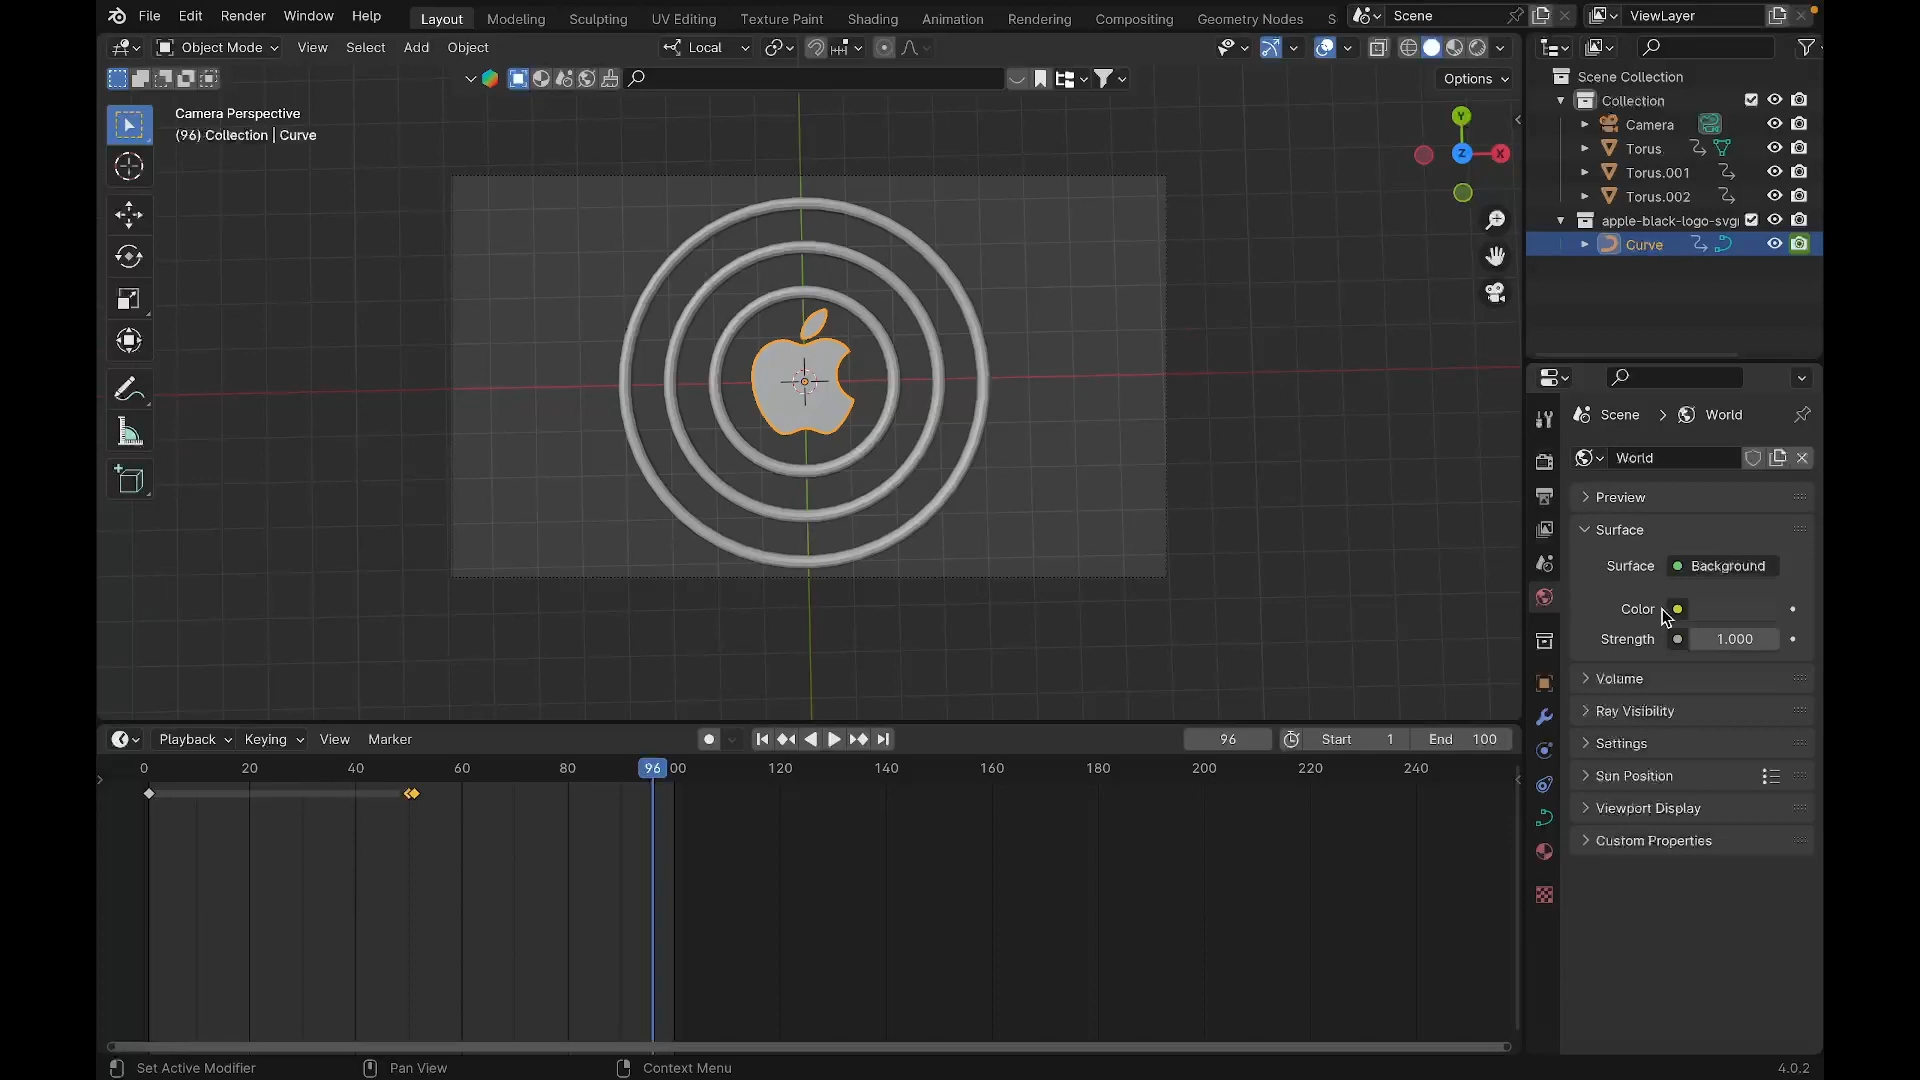 File Edit Render Window Help Layout Modeling Sculpting UV Editing Texture Paint Shading Animation Rendering Compositing Geometry Nodes S Scene ViewLayer
Object Mode View Select Add Object Local
Options
Camera Perspective
(96) Collection | Curve
Y
Z X
Scene Collection
Collection
Camera
Torus
Torus.001
Torus.002
apple-black-logo-svgr
Curve
Scene > World
World
Preview
Surface
Surface Background
Color
Strength 1.000
Volume
Ray Visibility
Settings
Sun Position
Viewport Display
Custom Properties
Playback Keying View Marker 96 Start 1 End 100
0 20 40 60 80 96 00 120 140 160 180 200 220 240
Set Active Modifier Pan View Context Menu 4.0.2